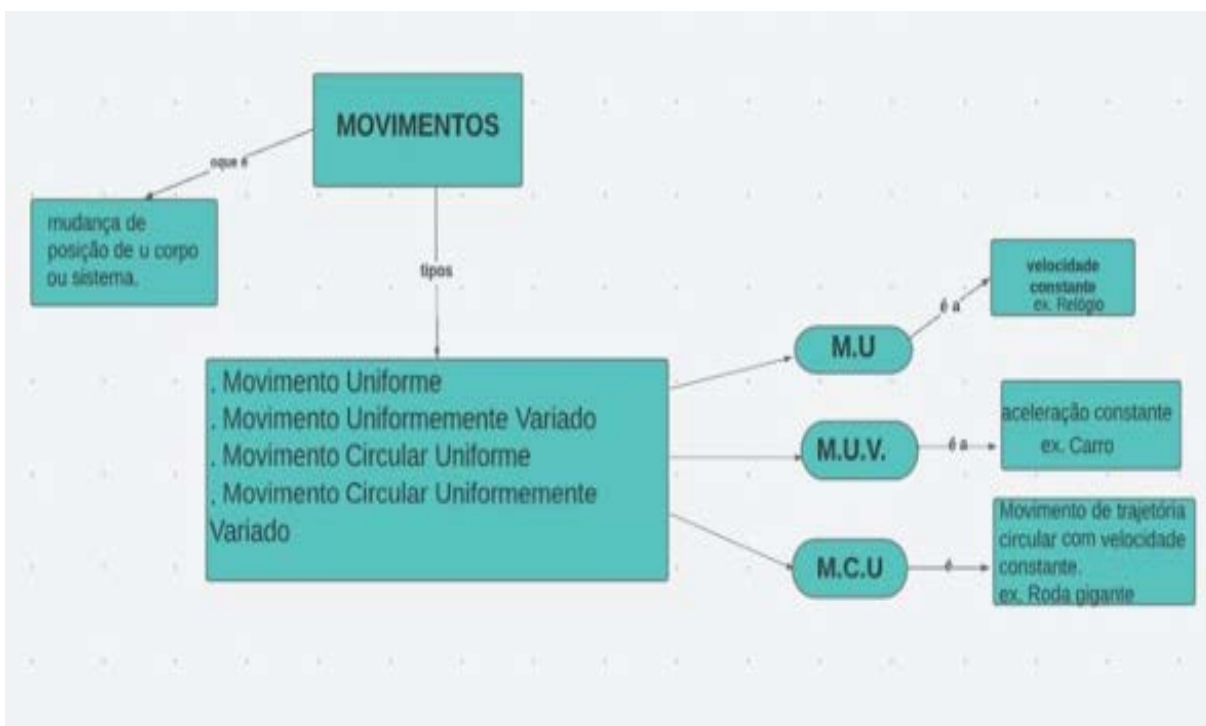 MOVIMENTOS
oque é
mudança de
posição de u corpo
ou sistema.
tipos
. Movimento Uniforme
. Movimento Uniformemente Variado
. Movimento Circular Uniforme
. Movimento Circular Uniformemente
Variado
M.U
é a
velocidade
constante
ex. Relógio
M.U.V.
é a
aceleração constante
ex. Carro
M.C.U
é
Movimento de trajetória
circular com velocidade
constante.
ex. Roda gigante